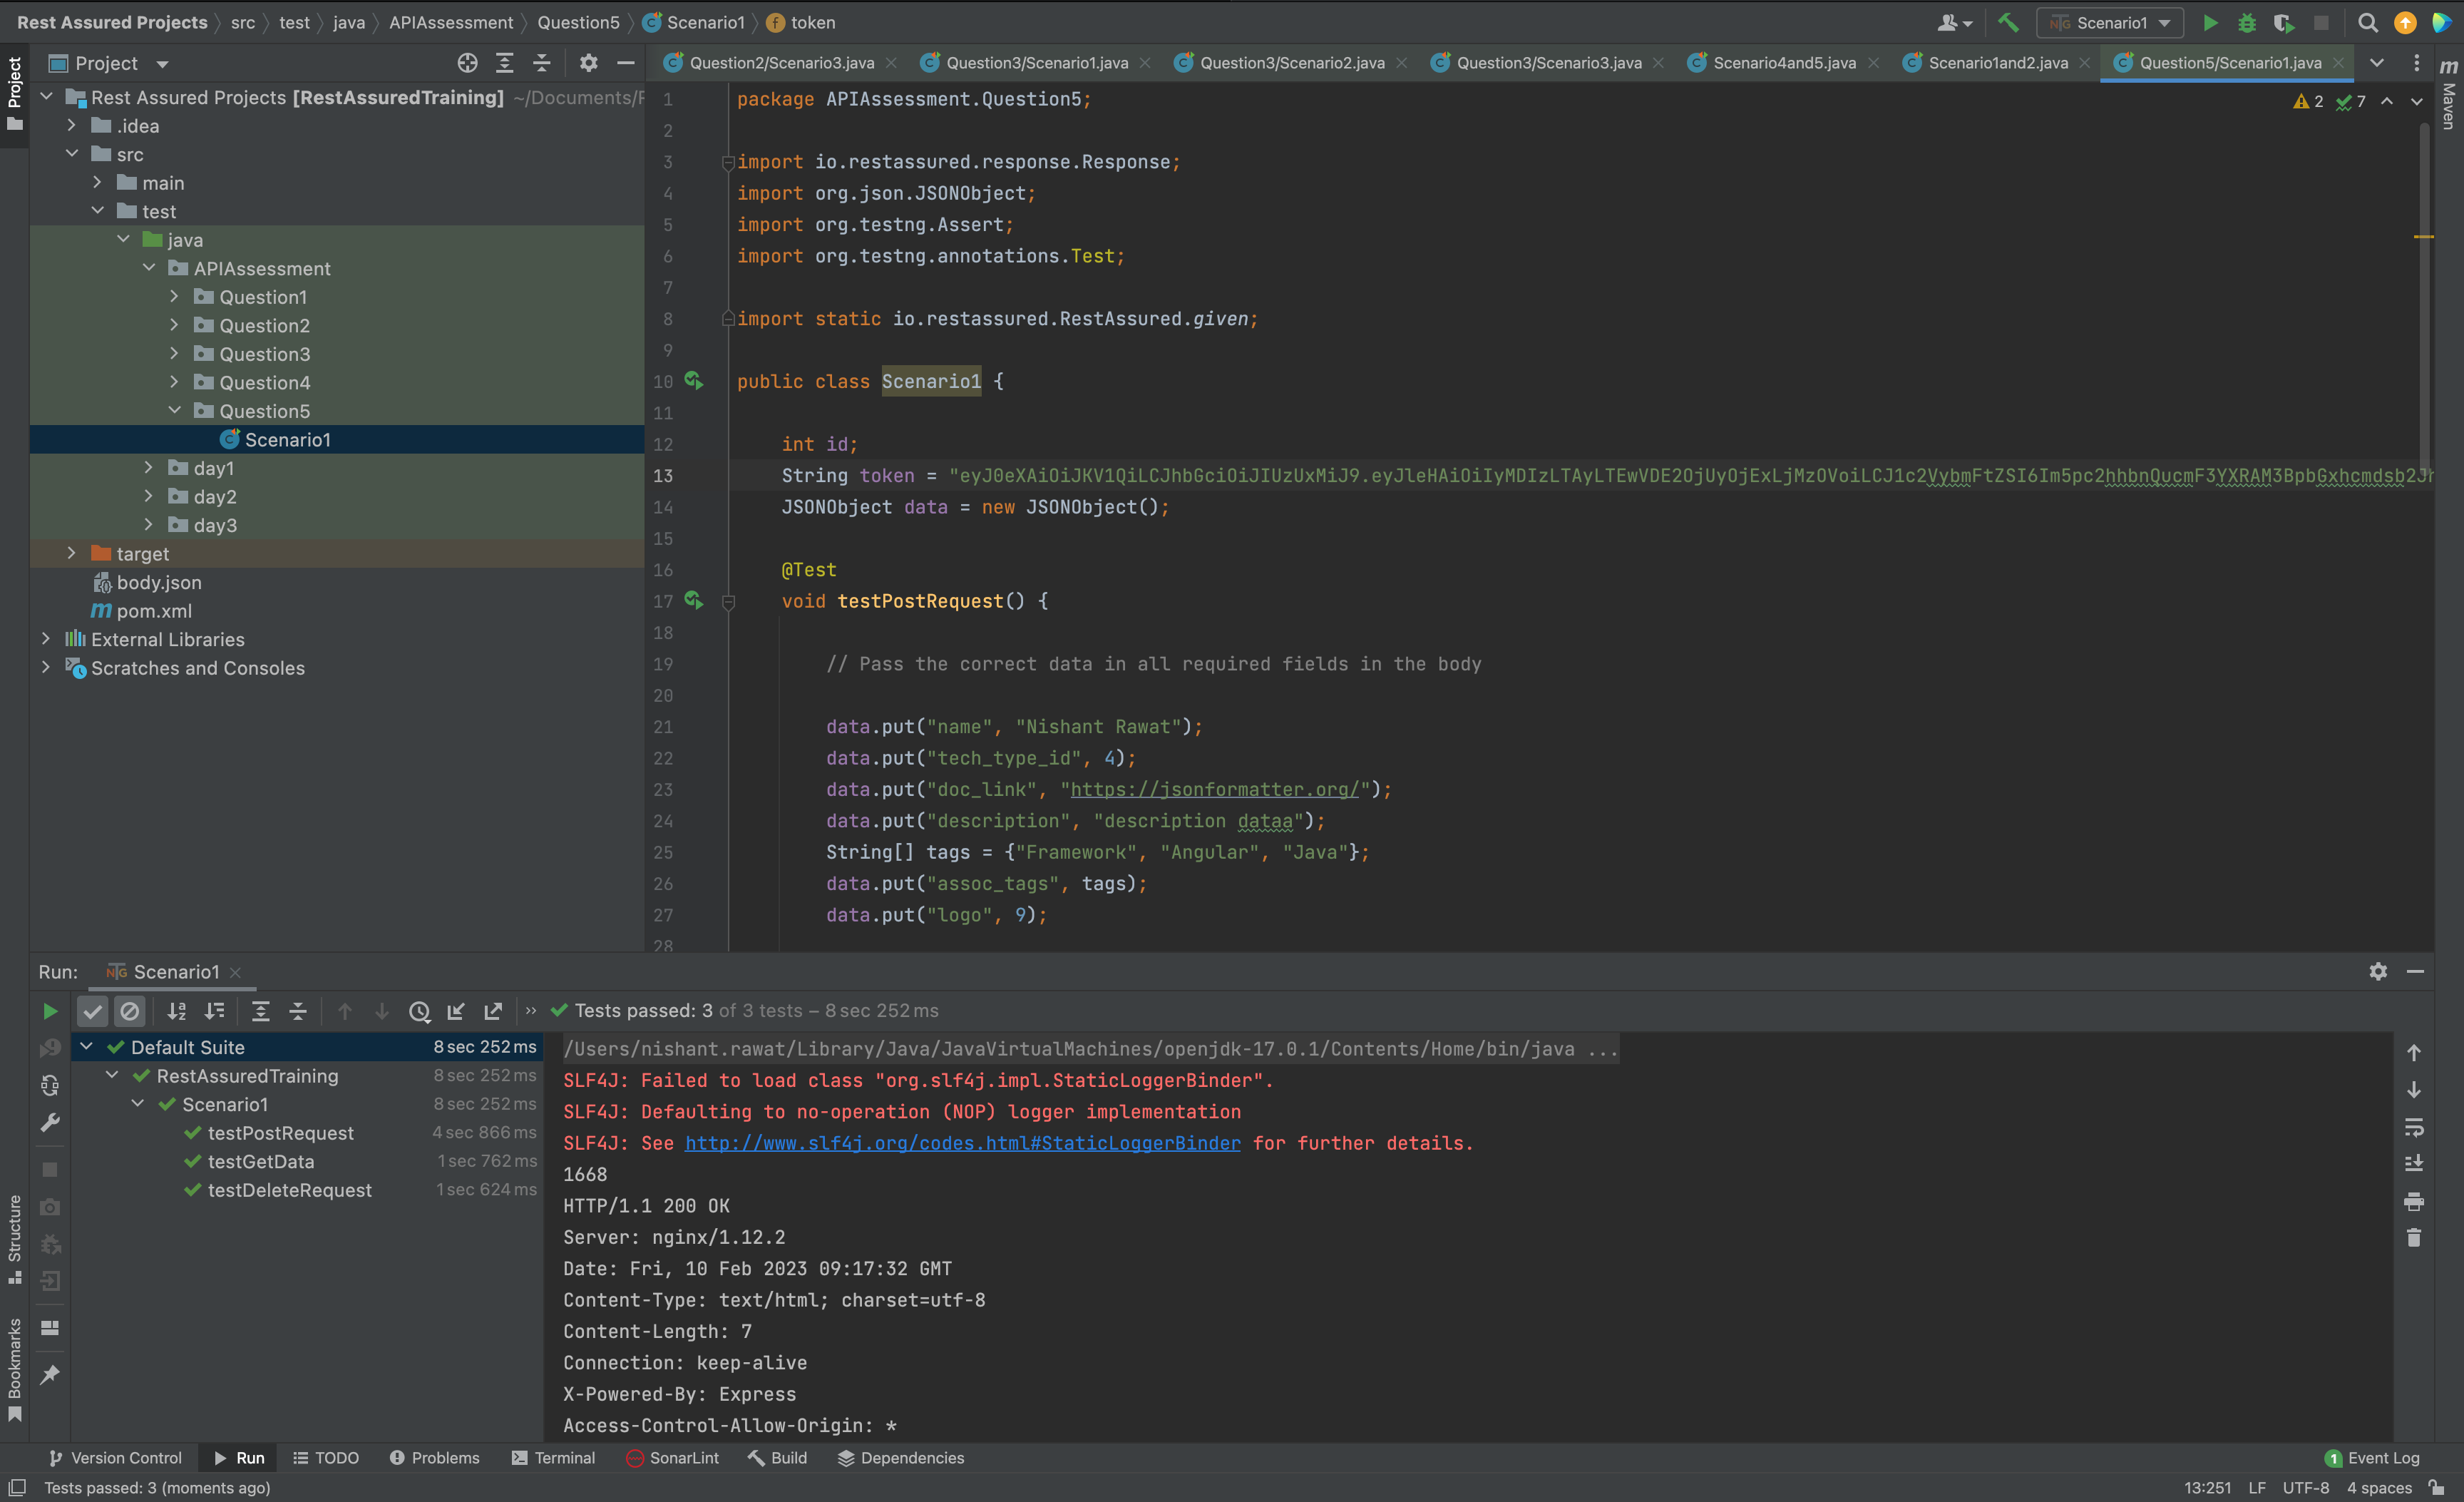 Rest Assured Projects src test java APIAssessment Question5 Scenario1 token
Scenario1
Project
Question2/Scenario3.java Question3/Scenario1.java Question3/Scenario2.java Question3/Scenario3.java Scenario4and5.java Scenario1and2.java Question5/Scenario1.java
Project
Maven
Rest Assured Projects [RestAssuredTraining] ~/Documents/
.idea
src
main
test
java
APIAssessment
Question1
Question2
Question3
Question4
Question5
Scenario1
day1
day2
day3
target
body.json
pom.xml
External Libraries
Scratches and Consoles
2 7
1 package APIAssessment.Question5;
2
3 import io.restassured.response.Response;
4 import org.json.JSONObject;
5 import org.testng.Assert;
6 import org.testng.annotations.Test;
7
8 import static io.restassured.RestAssured.given;
9
10 public class Scenario1 {
11
12 int id;
13 String token =
14 JSONObject data = new JSONObject();
15
16 @Test
17 void testPostRequest() {
18
19 // Pass the correct data in all required fields in the body
20
21 data.put("name", "Nishant Rawat");
22 data.put("tech_type_id", 4);
23 data.put("doc_link", "https://jsonformatter.org/");
24 data.put("description", "description dataa");
25 String[] tags = {"Framework", "Angular", "Java"};
26 data.put("assoc_tags", tags);
27 data.put("logo", 9);
28
Run: Scenario1
Tests passed: 3 of 3 tests – 8 sec 252 ms
Default Suite 8 sec 252 ms
RestAssuredTraining 8 sec 252 ms
Scenario1 8 sec 252 ms
testPostRequest 4 sec 866 ms
testGetData 1 sec 762 ms
testDeleteRequest 1 sec 624 ms
/Users/nishant.rawat/Library/Java/JavaVirtualMachines/openjdk-17.0.1/Contents/Home/bin/java ...
SLF4J: Failed to load class "org.slf4j.impl.StaticLoggerBinder".
SLF4J: Defaulting to no-operation (NOP) logger implementation
SLF4J: See http://www.slf4j.org/codes.html#StaticLoggerBinder for further details.
1668
HTTP/1.1 200 OK
Server: nginx/1.12.2
Date: Fri, 10 Feb 2023 09:17:32 GMT
Content-Type: text/html; charset=utf-8
Content-Length: 7
Connection: keep-alive
X-Powered-By: Express
Access-Control-Allow-Origin: *
Structure
Bookmarks
Version Control Run TODO Problems Terminal SonarLint Build Dependencies 1 Event Log
Tests passed: 3 (moments ago) 13:251 LF UTF-8 4 spaces